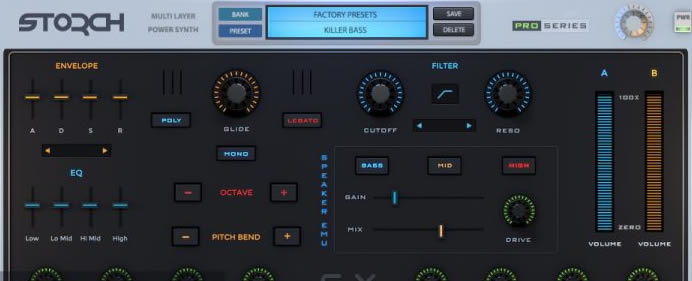 STORCH
MULTI LAYER
POWER SYNTH
BANK
FACTORY PRESETS
SAVE
PRESET
KILLER BASS
DELETE
PRO SERIES
PWR
ENVELOPE
A D S R
EQ
Low Lo Mid Hi Mid High
POLY
GLIDE
LEGATO
MONO
- OCTAVE +
- PITCH BEND +
FILTER
CUTOFF
RESO
SPEAKER EMU
BASS
MID
HIGH
GAIN
MIX
DRIVE
A B
100%
ZERO
VOLUME VOLUME